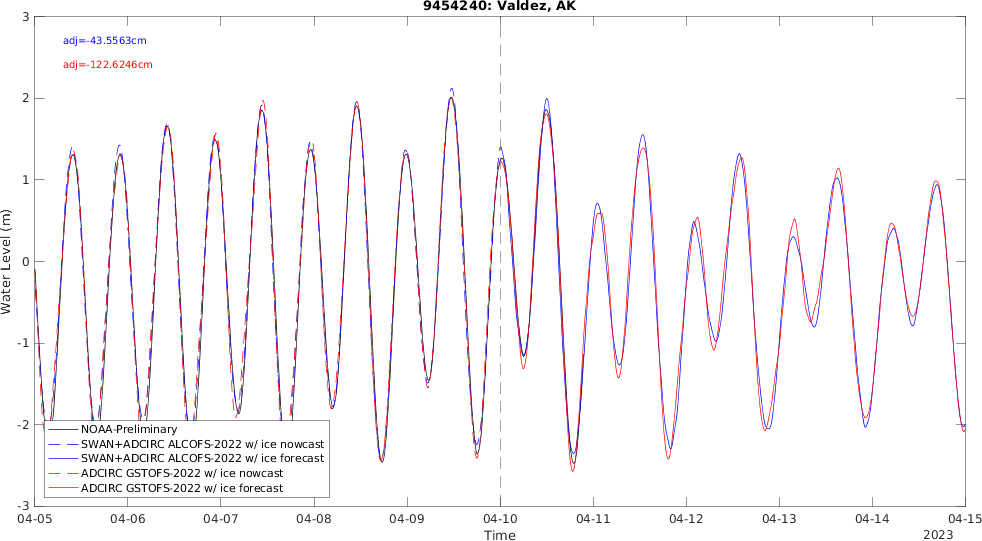 9454240: Valdez, AK
adj=-43.5563cm
adj=-122.6246cm
Water Level (m)
3
2
1
0
-1
-2
-3
NOAA-Preliminary
SWAN+ADCIRC ALCOFS-2022 w/ ice nowcast
SWAN+ADCIRC ALCOFS-2022 w/ ice forecast
ADCIRC GSTOFS-2022 w/ ice nowcast
ADCIRC GSTOFS-2022 w/ ice forecast
04-05 04-06 04-07 04-08 04-09 04-10 04-11 04-12 04-13 04-14 04-15
Time
2023